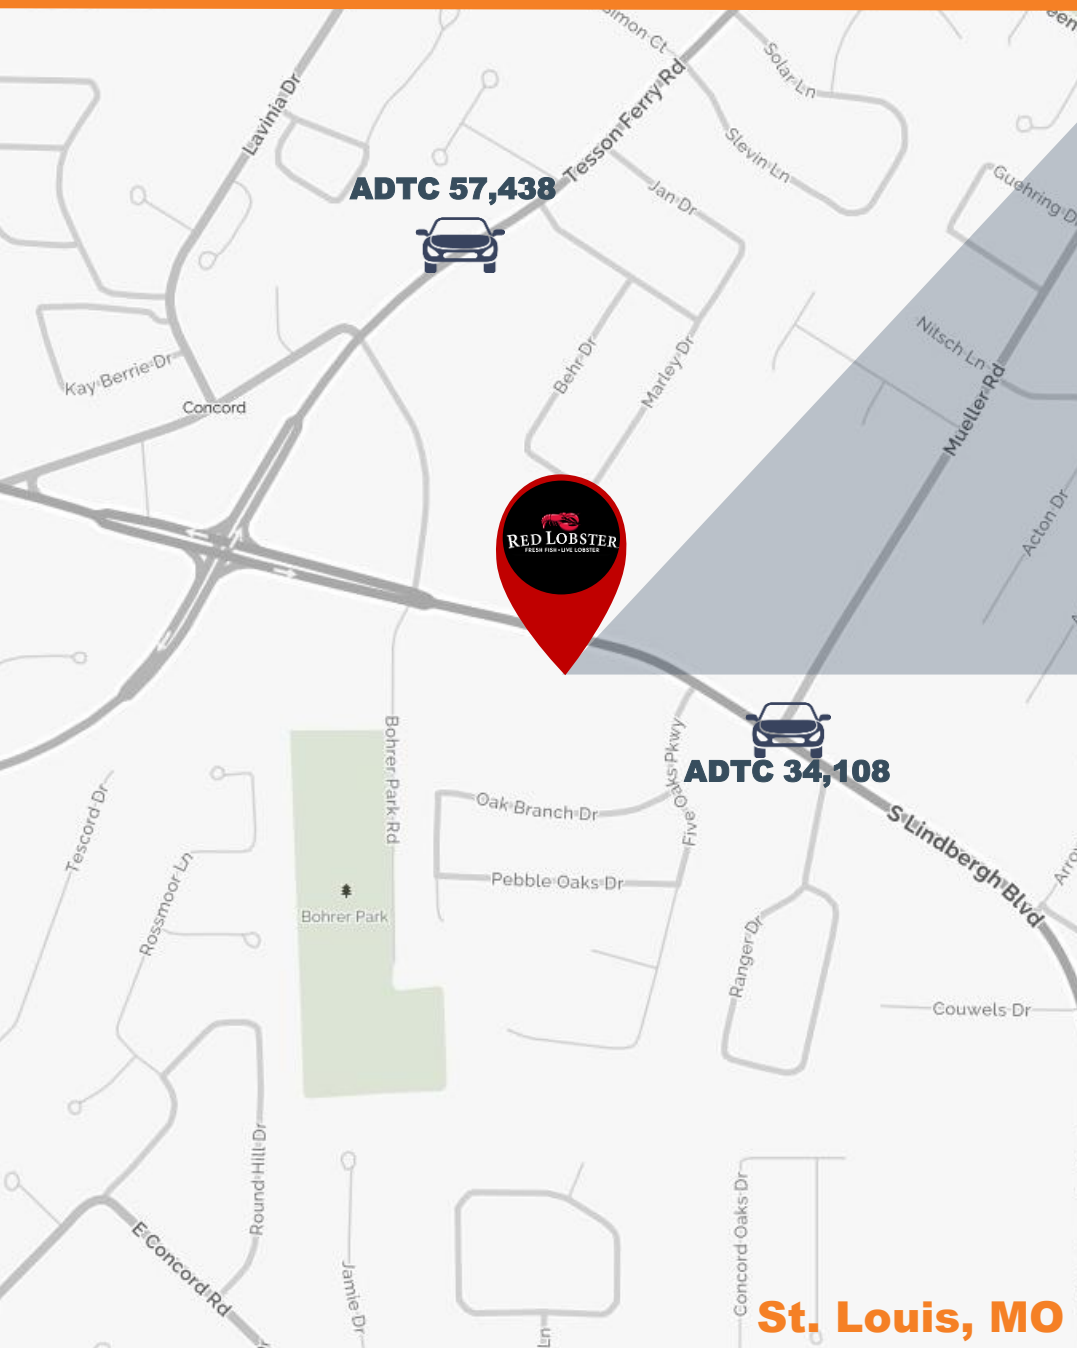 Simon Ct
Solar Ln
Lavinia Dr
Tesson Ferry Rd
Slevin Ln
Jan Dr
Guehring Dr
ADTC 57,438
Nitsch Ln
Kay Berrie Dr
Behr Dr
Marley Dr
Mueller Rd
Concord
Acton Dr
RED LOBSTER
FRESH FISH • LIVE LOBSTER
Bohrer Park Rd
Five Oaks Pkwy
ADTC 34,108
Tescord Dr
Oak Branch Dr
S Lindbergh Blvd
Rossmoor Ln
Pebble Oaks Dr
Bohrer Park
Ranger Dr
Couwels Dr
Round Hill Dr
E Concord Rd
Jamie Dr
Concord Oaks Dr
Ln
St. Louis, MO